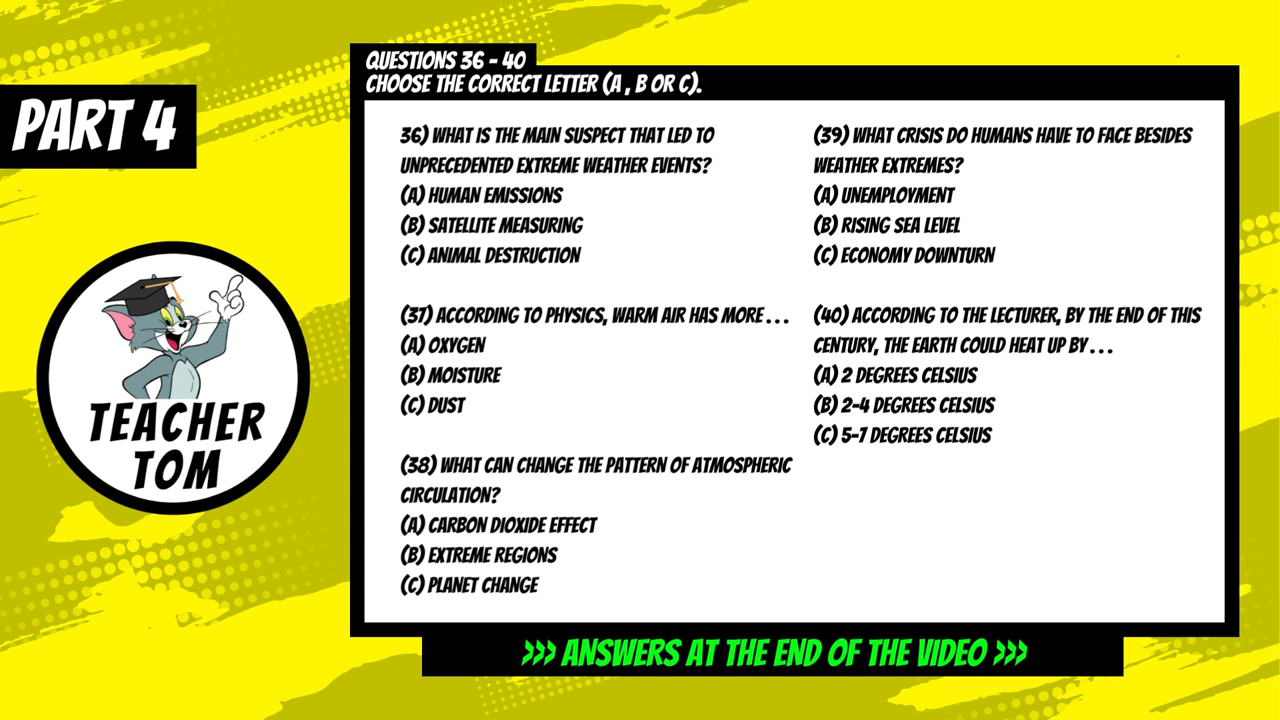 PART 4
TEACHER
TOM
QUESTIONS 36 - 40
CHOOSE THE CORRECT LETTER (A , B OR C).
36) WHAT IS THE MAIN SUSPECT THAT LED TO
UNPRECEDENTED EXTREME WEATHER EVENTS?
(A) HUMAN EMISSIONS
(B) SATELLITE MEASURING
(C) ANIMAL DESTRUCTION
(37) ACCORDING TO PHYSICS, WARM AIR HAS MORE...
(A) OXYGEN
(B) MOISTURE
(C) DUST
(38) WHAT CAN CHANGE THE PATTERN OF ATMOSPHERIC
CIRCULATION?
(A) CARBON DIOXIDE EFFECT
(B) EXTREME REGIONS
(C) PLANET CHANGE
(39) WHAT CRISIS DO HUMANS HAVE TO FACE BESIDES
WEATHER EXTREMES?
(A) UNEMPLOYMENT
(B) RISING SEA LEVEL
(C) ECONOMY DOWNTURN
(40) ACCORDING TO THE LECTURER, BY THE END OF THIS
CENTURY, THE EARTH COULD HEAT UP BY...
(A) 2 DEGREES CELSIUS
(B) 2-4 DEGREES CELSIUS
(C) 5-7 DEGREES CELSIUS
>>> ANSWERS AT THE END OF THE VIDEO >>>